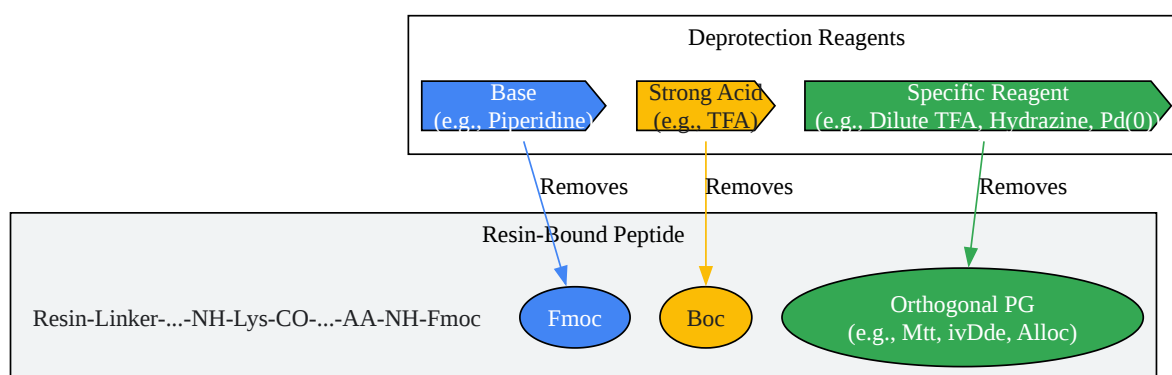 Deprotection Reagents
Base
(e.g., Piperidine)
Strong Acid
(e.g., TFA)
Specific Reagent
(e.g., Dilute TFA, Hydrazine, Pd(0))
Removes
Removes
Removes
Resin-Bound Peptide
Resin-Linker-...-NH-Lys-CO-...-AA-NH-Fmoc
Fmoc
Boc
Orthogonal PG
(e.g., Mtt, ivDde, Alloc)